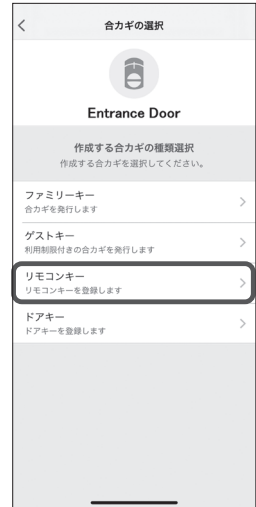 合カギの選択
Entrance Door
作成する合カギの種類選択
作成する合カギを選択してください。
ファミリーキー
合カギを発行します
ゲストキー
利用制限付きの合カギを発行します
リモコンキー
リモコンキーを登録します
ドアキー
ドアキーを登録します